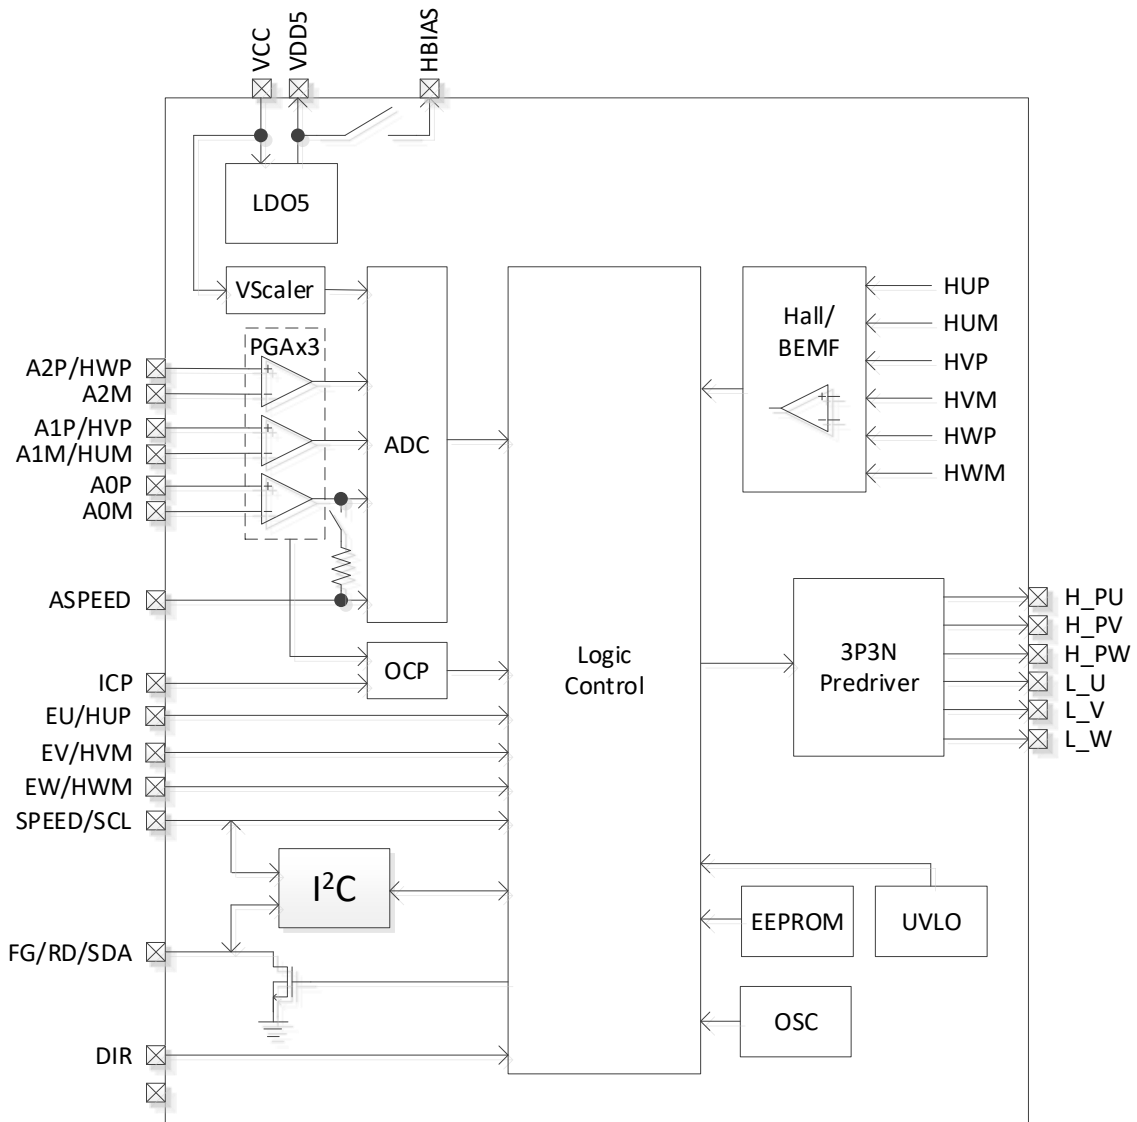 VCC
VDD5
HBIAS
LDO5
VScaler
PGAx3
A2P/HWP
A2M
A1P/HVP
A1M/HUM
A0P
A0M
ASPEED
ICP
EU/HUP
EV/HVM
EW/HWM
SPEED/SCL
FG/RD/SDA
DIR
ADC
OCP
I²C
Logic
Control
Hall/
BEMF
HUP
HUM
HVP
HVM
HWP
HWM
3P3N
Predriver
H_PU
H_PV
H_PW
L_U
L_V
L_W
EEPROM
UVLO
OSC